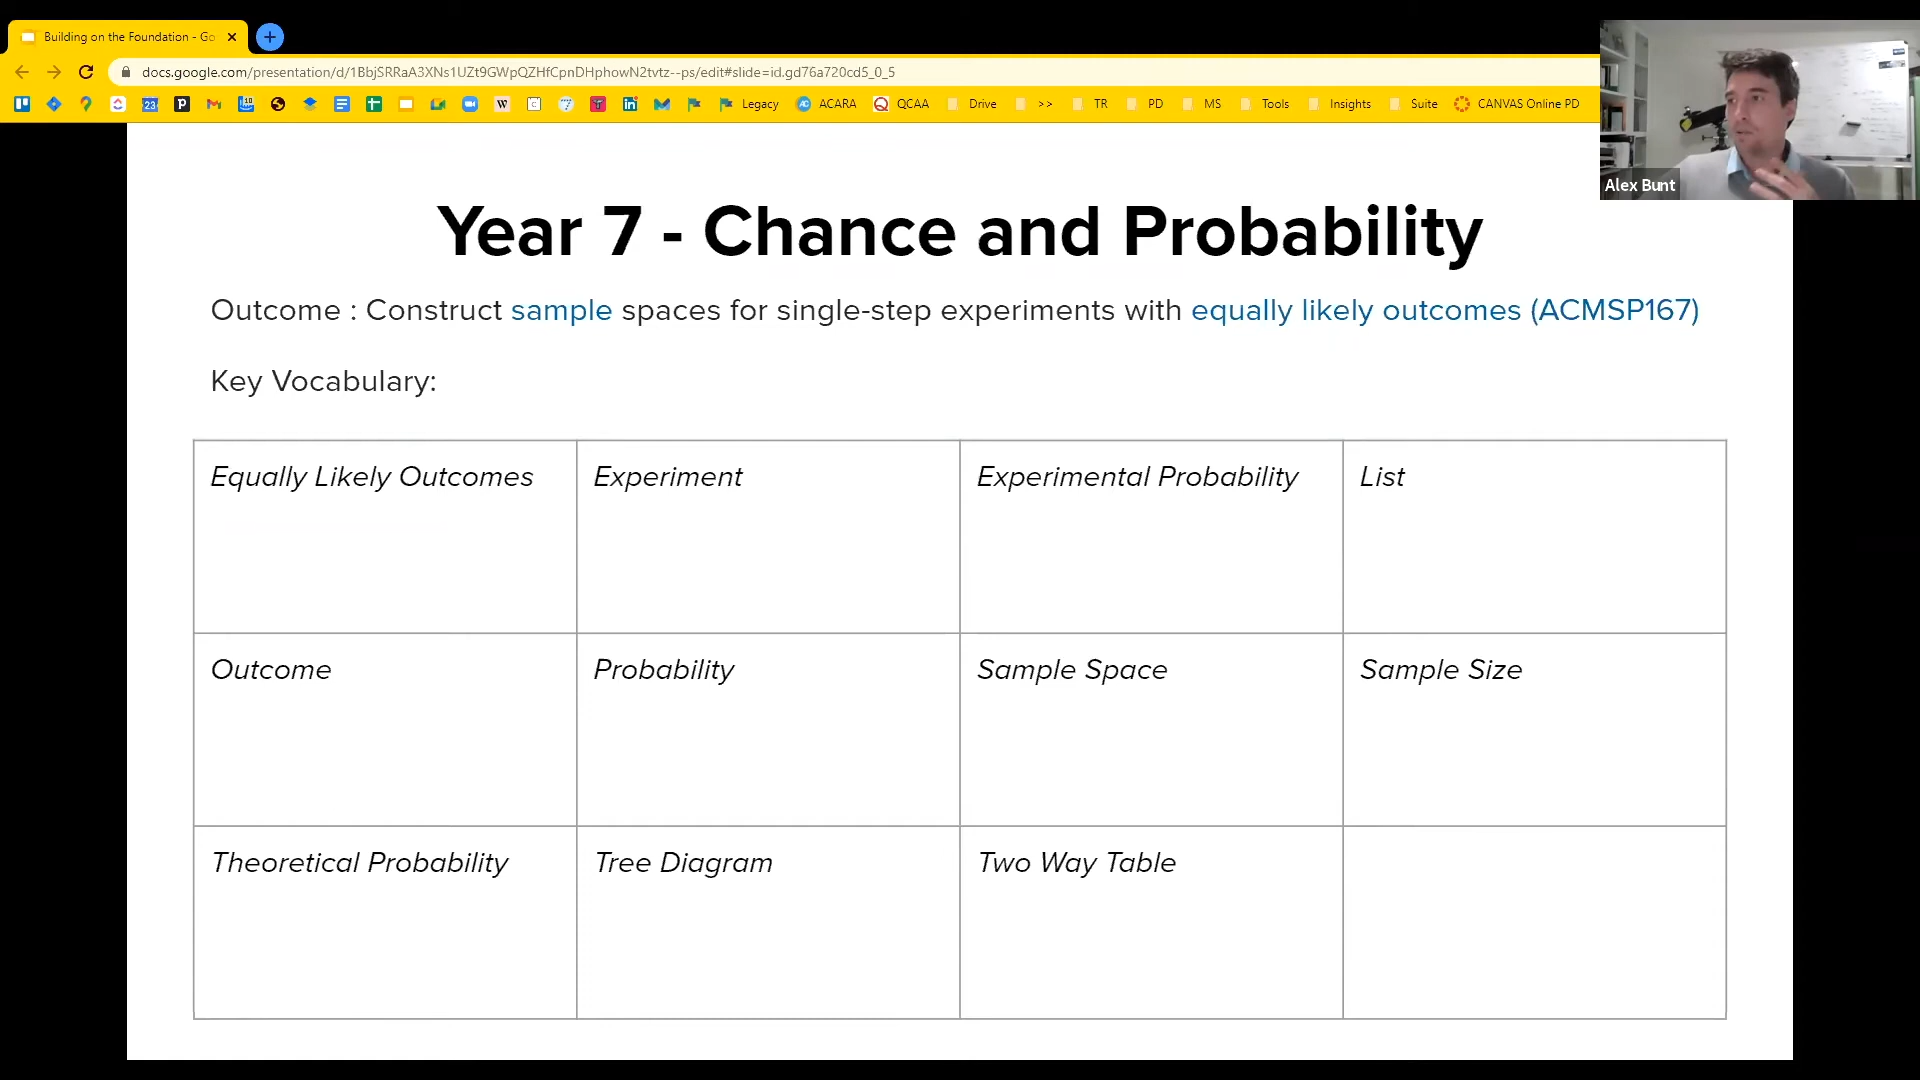 Building on the Foundation - Go
docs.google.com/presentation/d/1BbjSRRaA3XNs1UZt9GWpQZHfCpnDHphowN2tvtz--ps/edit#slide=id.gd76a720cd5_0_5
Legacy ACARA QCAA Drive >> TR PD MS Tools Insights Suite CANVAS Online PD
Alex Bunt
Year 7 - Chance and Probability
Outcome : Construct sample spaces for single-step experiments with equally likely outcomes (ACMSP167)
Key Vocabulary:
Equally Likely Outcomes Experiment Experimental Probability List
Outcome Probability Sample Space Sample Size
Theoretical Probability Tree Diagram Two Way Table